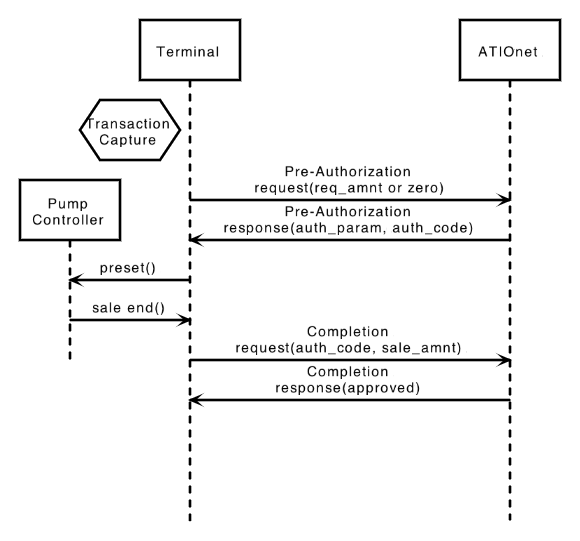 Terminal
ATIOnet
Transaction
Capture
Pre-Authorization
request(req_amnt or zero)
Pump
Controller
Pre-Authorization
response(auth_param, auth_code)
preset()
sale end()
Completion
request(auth_code, sale_amnt)
Completion
response(approved)